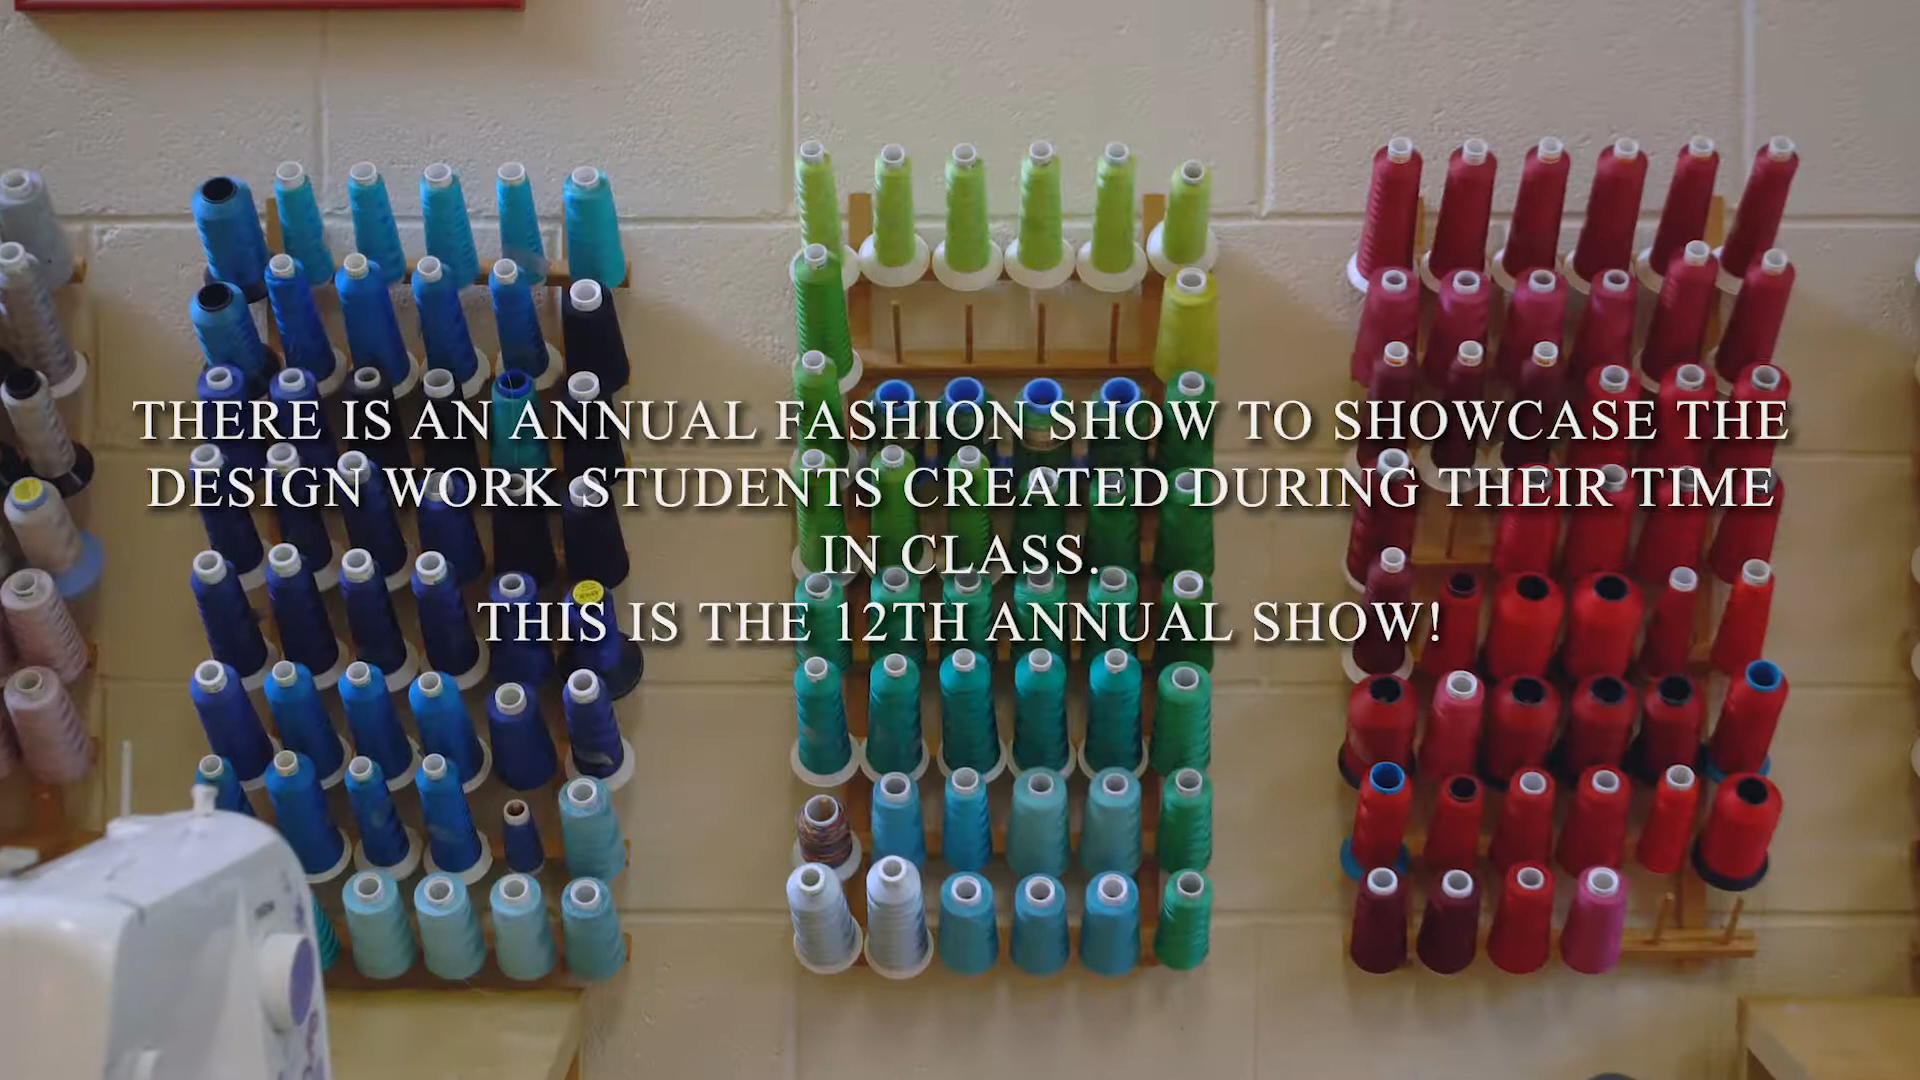 THERE IS AN ANNUAL FASHION SHOW TO SHOWCASE THE
DESIGN WORK STUDENTS CREATED DURING THEIR TIME
IN CLASS.
THIS IS THE 12TH ANNUAL SHOW!